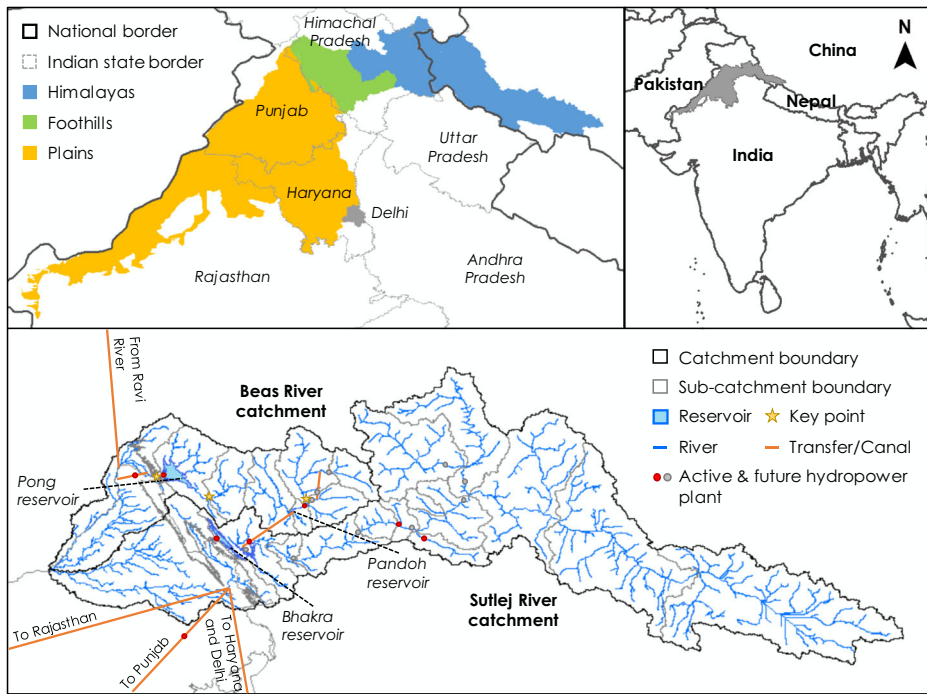 National border
Indian state border
Himalayas
Foothills
Plains
Himachal
Pradesh
Punjab
Haryana
Delhi
Uttar
Pradesh
Rajasthan
Andhra
Pradesh
N
China
Pakistan
Nepal
India
From Ravi
River
Beas River
catchment
Pong
reservoir
Pandoh
reservoir
Bhakra
reservoir
Sutlej River
catchment
To Rajasthan
To Punjab
To Haryana
and Delhi
Catchment boundary
Sub-catchment boundary
Reservoir
Key point
River
Transfer/Canal
Active & future hydropower
plant